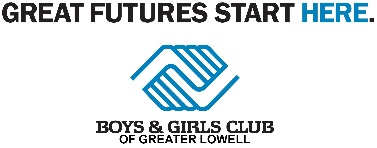 GREAT FUTURES START HERE.
BOYS & GIRLS CLUB
OF GREATER LOWELL